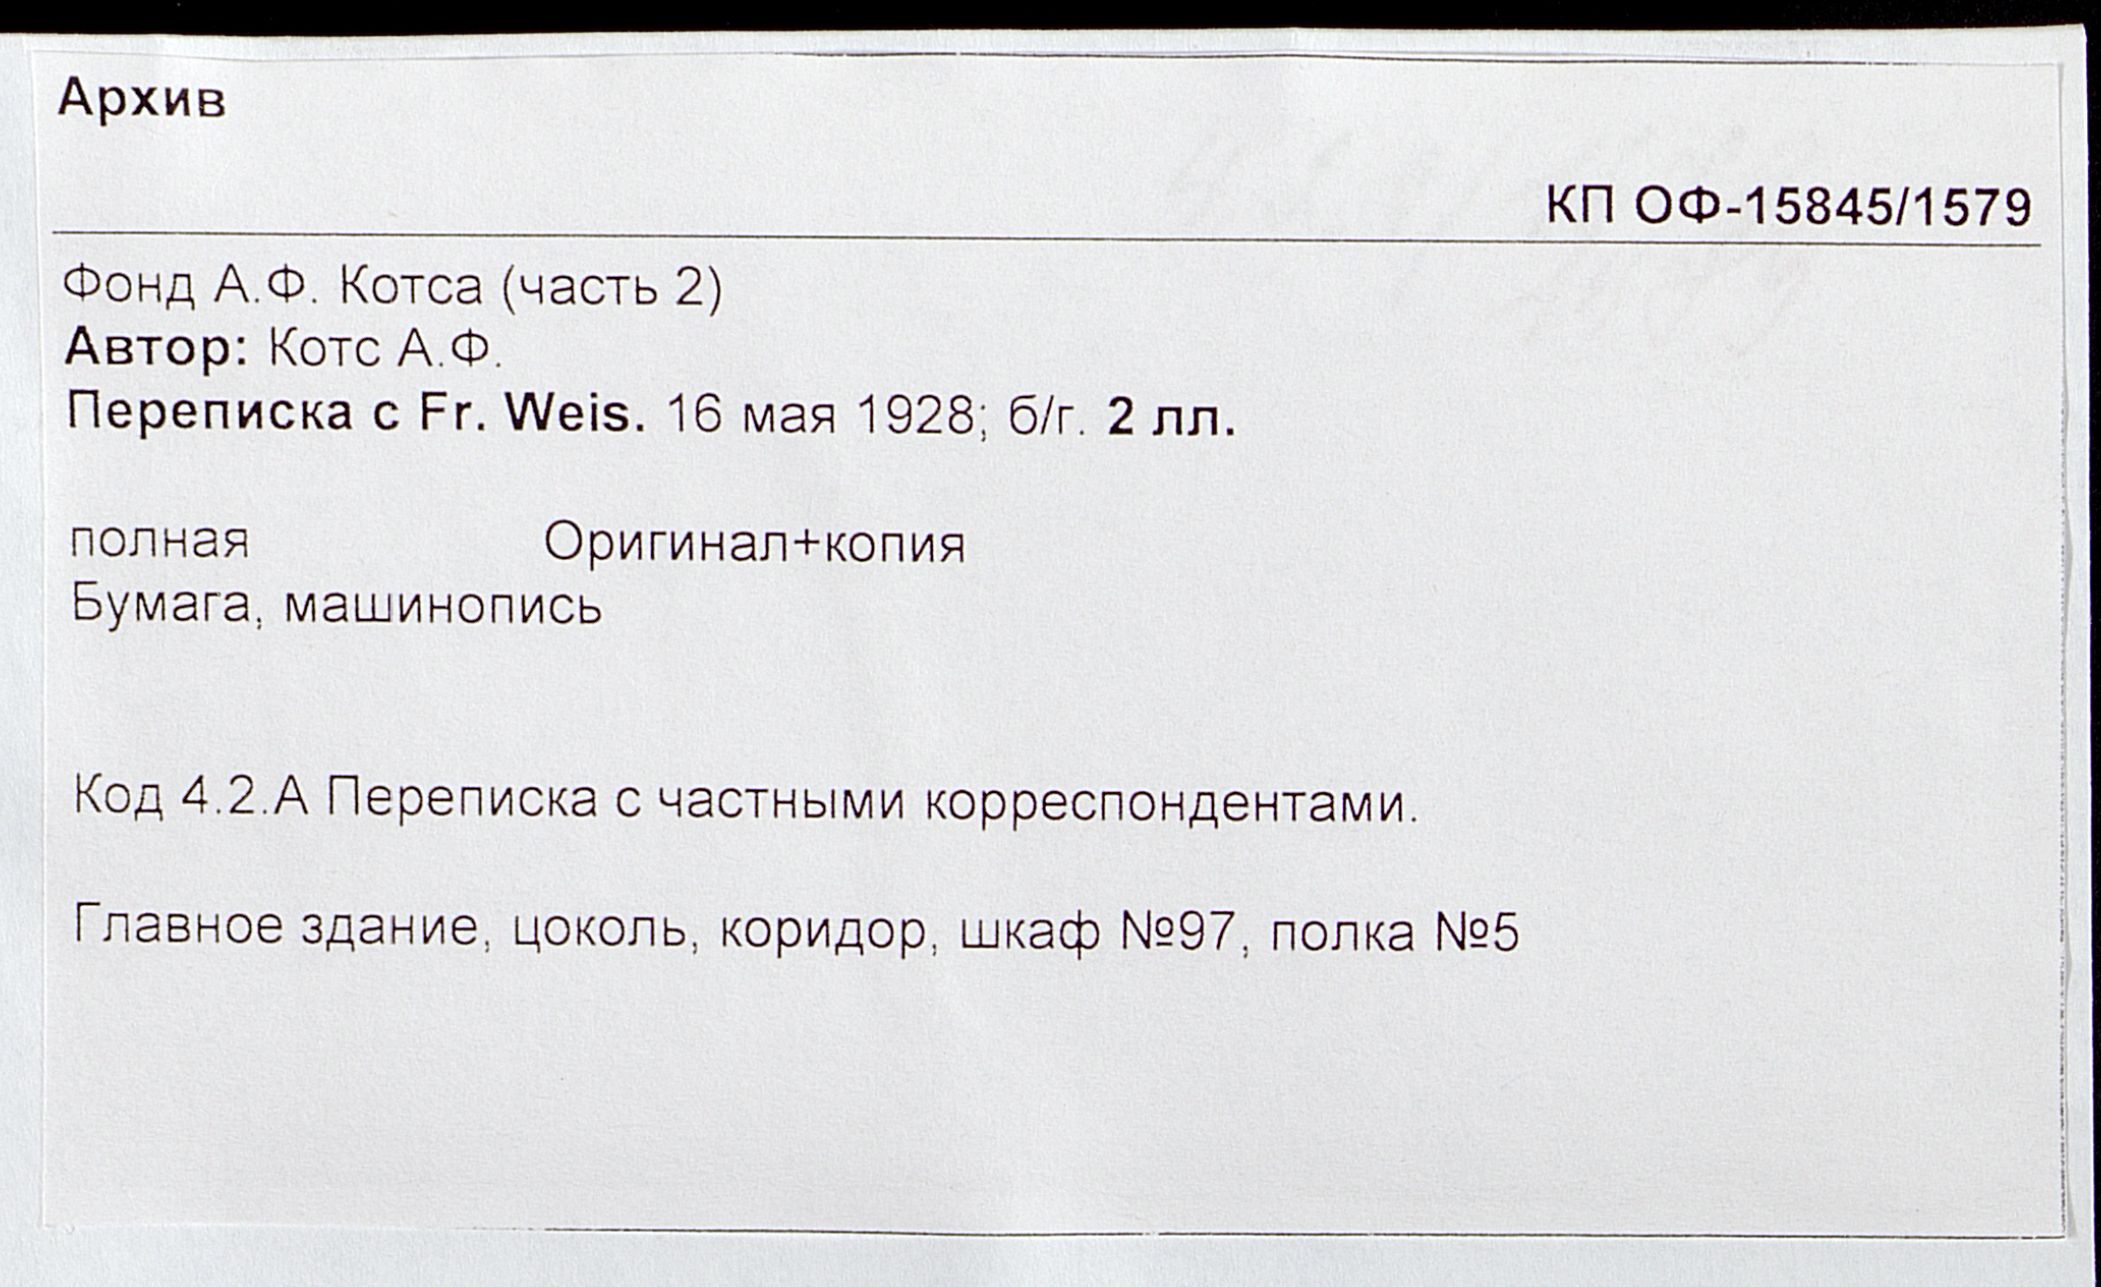 Архив
КП ОФ-15845/1579
Фонд А.Ф. Котса (часть 2)
Автор: Котс А.Ф.
Переписка с Fr. Weis. 16 мая 1928; б/г. 2 лл.
полная Оригинал+копия
Бумага, машинопись
Код 4.2.А Переписка с частными корреспондентами.
Главное здание, цоколь, коридор, шкаф №97, полка №5